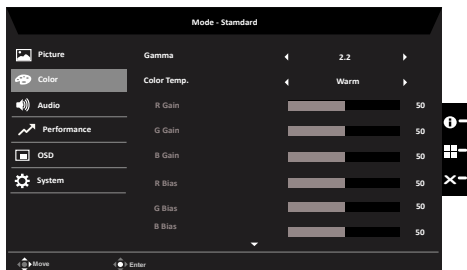 Mode - Standard
Picture
Gamma 2.2
Color
Color Temp. Warm
Audio
R Gain 50
Performance
G Gain 50
OSD
B Gain 50
System
R Bias 50
G Bias 50
B Bias 50
Move Enter